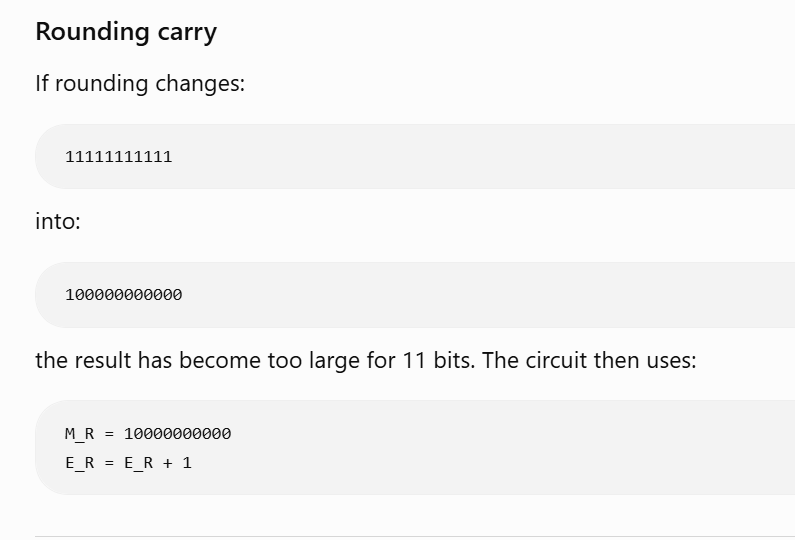 Rounding carry
If rounding changes:
11111111111
into:
100000000000
the result has become too large for 11 bits. The circuit then uses:
M_R = 10000000000
E_R = E_R + 1